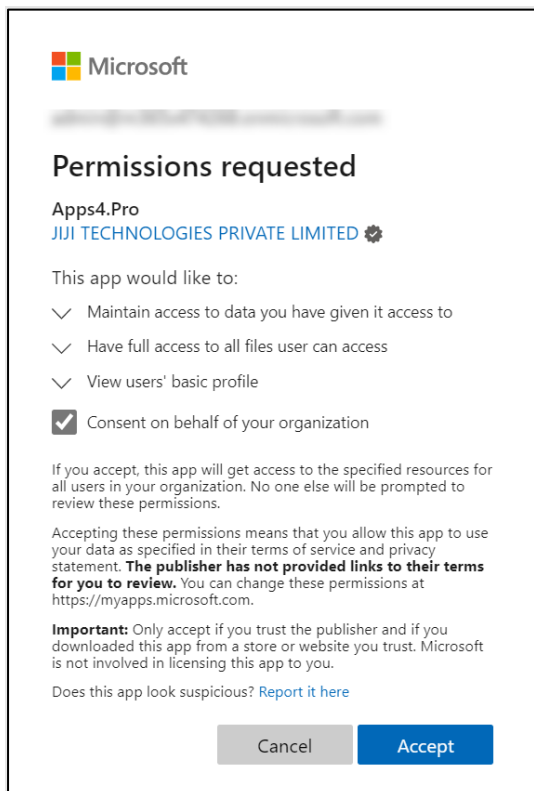 Microsoft
Permissions requested
Apps4.Pro
JIJI TECHNOLOGIES PRIVATE LIMITED
This app would like to:
Maintain access to data you have given it access to
Have full access to all files user can access
View users' basic profile
Consent on behalf of your organization
If you accept, this app will get access to the specified resources for
all users in your organization. No one else will be prompted to
review these permissions.
Accepting these permissions means that you allow this app to use
your data as specified in their terms of service and privacy
statement. The publisher has not provided links to their terms
for you to review. You can change these permissions at
https://myapps.microsoft.com.
Important: Only accept if you trust the publisher and if you
downloaded this app from a store or website you trust. Microsoft
is not involved in licensing this app to you.
Does this app look suspicious? Report it here
Cancel
Accept